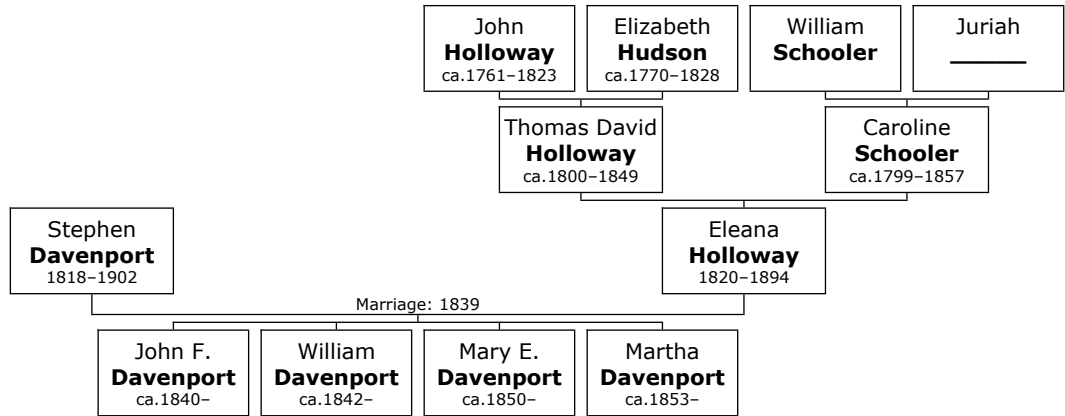 John
Holloway
ca.1761–1823
Elizabeth
Hudson
ca.1770–1828
William
Schooler
Juriah
______
Thomas David
Holloway
ca.1800–1849
Caroline
Schooler
ca.1799–1857
Stephen
Davenport
1818–1902
Eleana
Holloway
1820–1894
Marriage: 1839
John F.
Davenport
ca.1840–
William
Davenport
ca.1842–
Mary E.
Davenport
ca.1850–
Martha
Davenport
ca.1853–